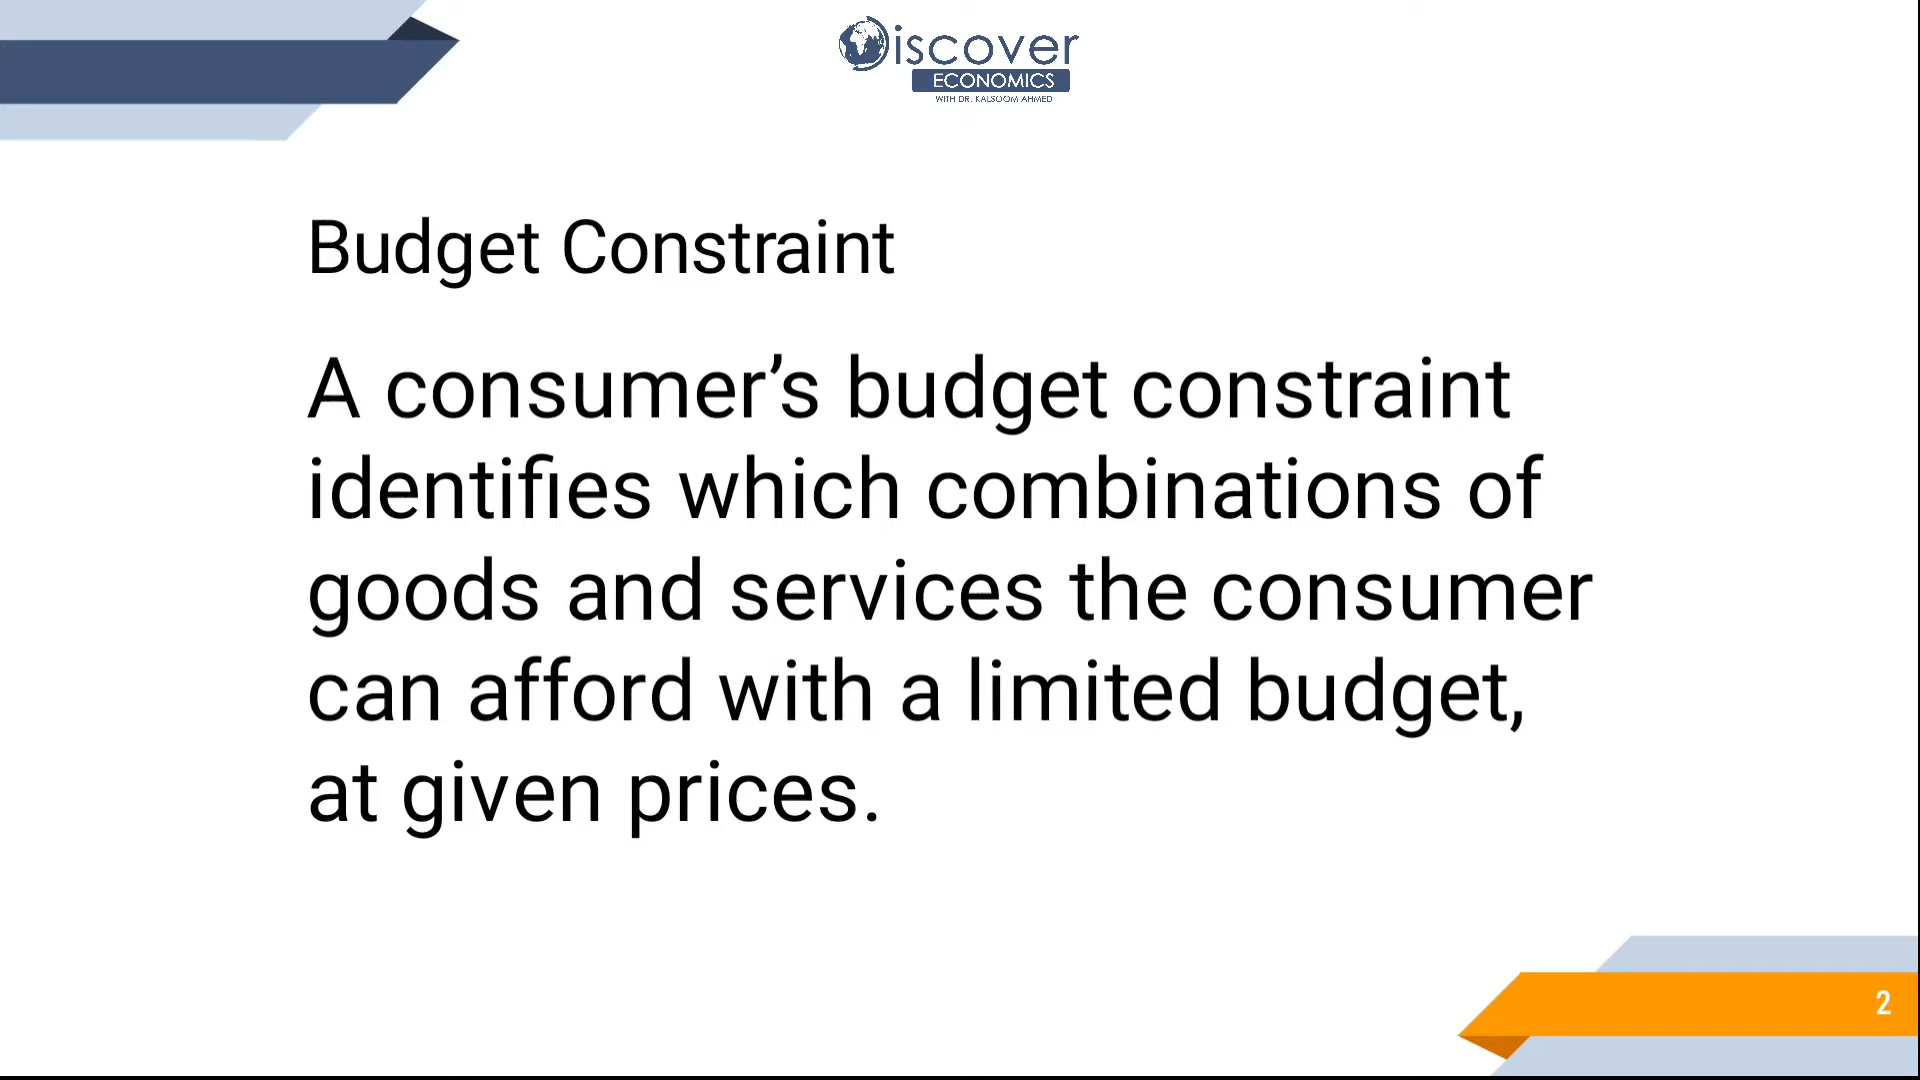 Discover
ECONOMICS
WITH DR. KALSOOM AHMED
Budget Constraint
A consumer’s budget constraint
identifies which combinations of
goods and services the consumer
can afford with a limited budget,
at given prices.
2